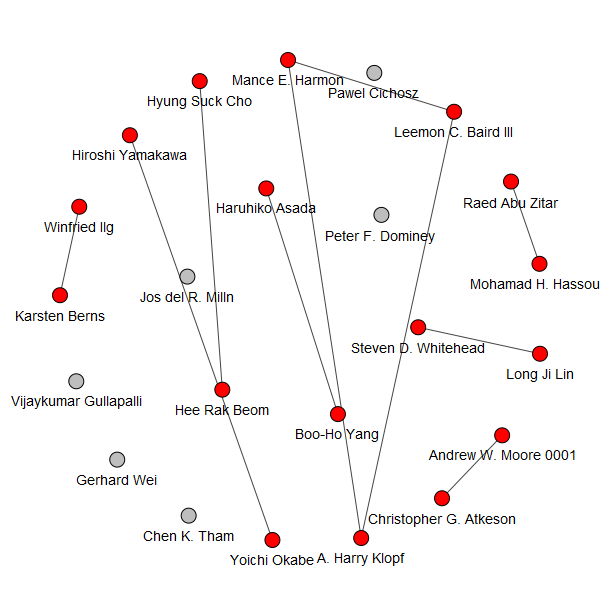 Mance E. Harmon
Pawel Cichosz
Hyung Suck Cho
Leemon C. Baird III
Hiroshi Yamakawa
Raed Abu Zitar
Haruhiko Asada
Winfried Ilg
Peter F. Dominey
Mohamad H. Hassou
Jos del R. Milln
Karsten Berns
Steven D. Whitehead
Long Ji Lin
Vijaykumar Gullapalli
Hee Rak Beom
Boo-Ho Yang
Andrew W. Moore 0001
Gerhard Wei
Christopher G. Atkeson
Chen K. Tham
Yoichi Okabe
A. Harry Klopf